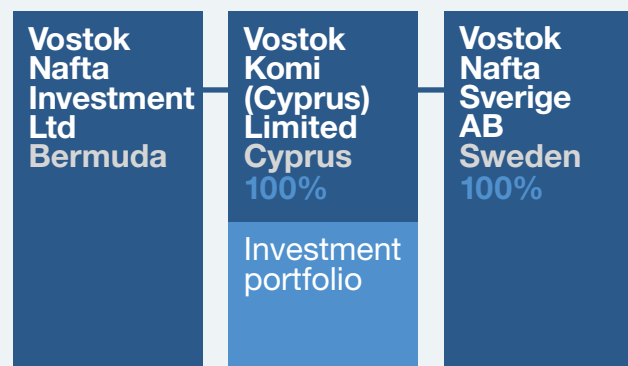 Vostok
Nafta
Investment
Ltd
Bermuda
Vostok
Komi
(Cyprus)
Limited
Cyprus
100%
Investment
portfolio
Vostok
Nafta
Sverige
AB
Sweden
100%